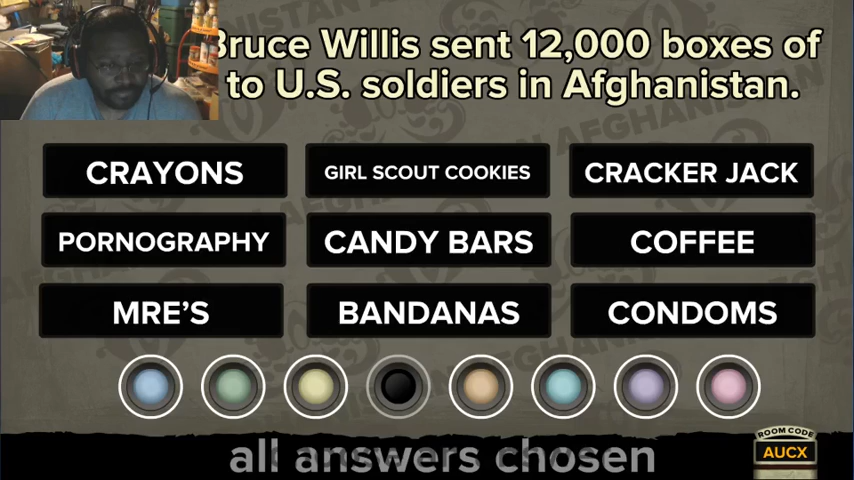 Bruce Willis sent 12,000 boxes of
to U.S. soldiers in Afghanistan.
CRAYONS
GIRL SCOUT COOKIES
CRACKER JACK
PORNOGRAPHY
CANDY BARS
COFFEE
MRE'S
BANDANAS
CONDOMS
all answers chosen
ROOM CODE
AUCX